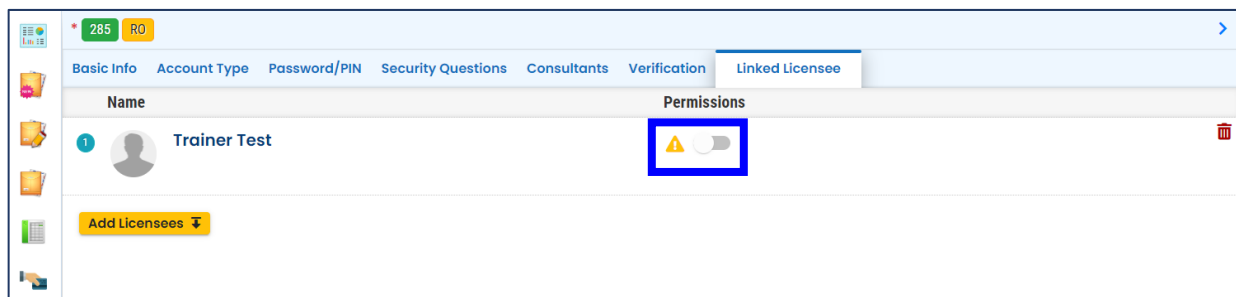 * 285 RO
Basic Info Account Type Password/PIN Security Questions Consultants Verification Linked Licensee
Name Permissions
1 Trainer Test
Add Licensees